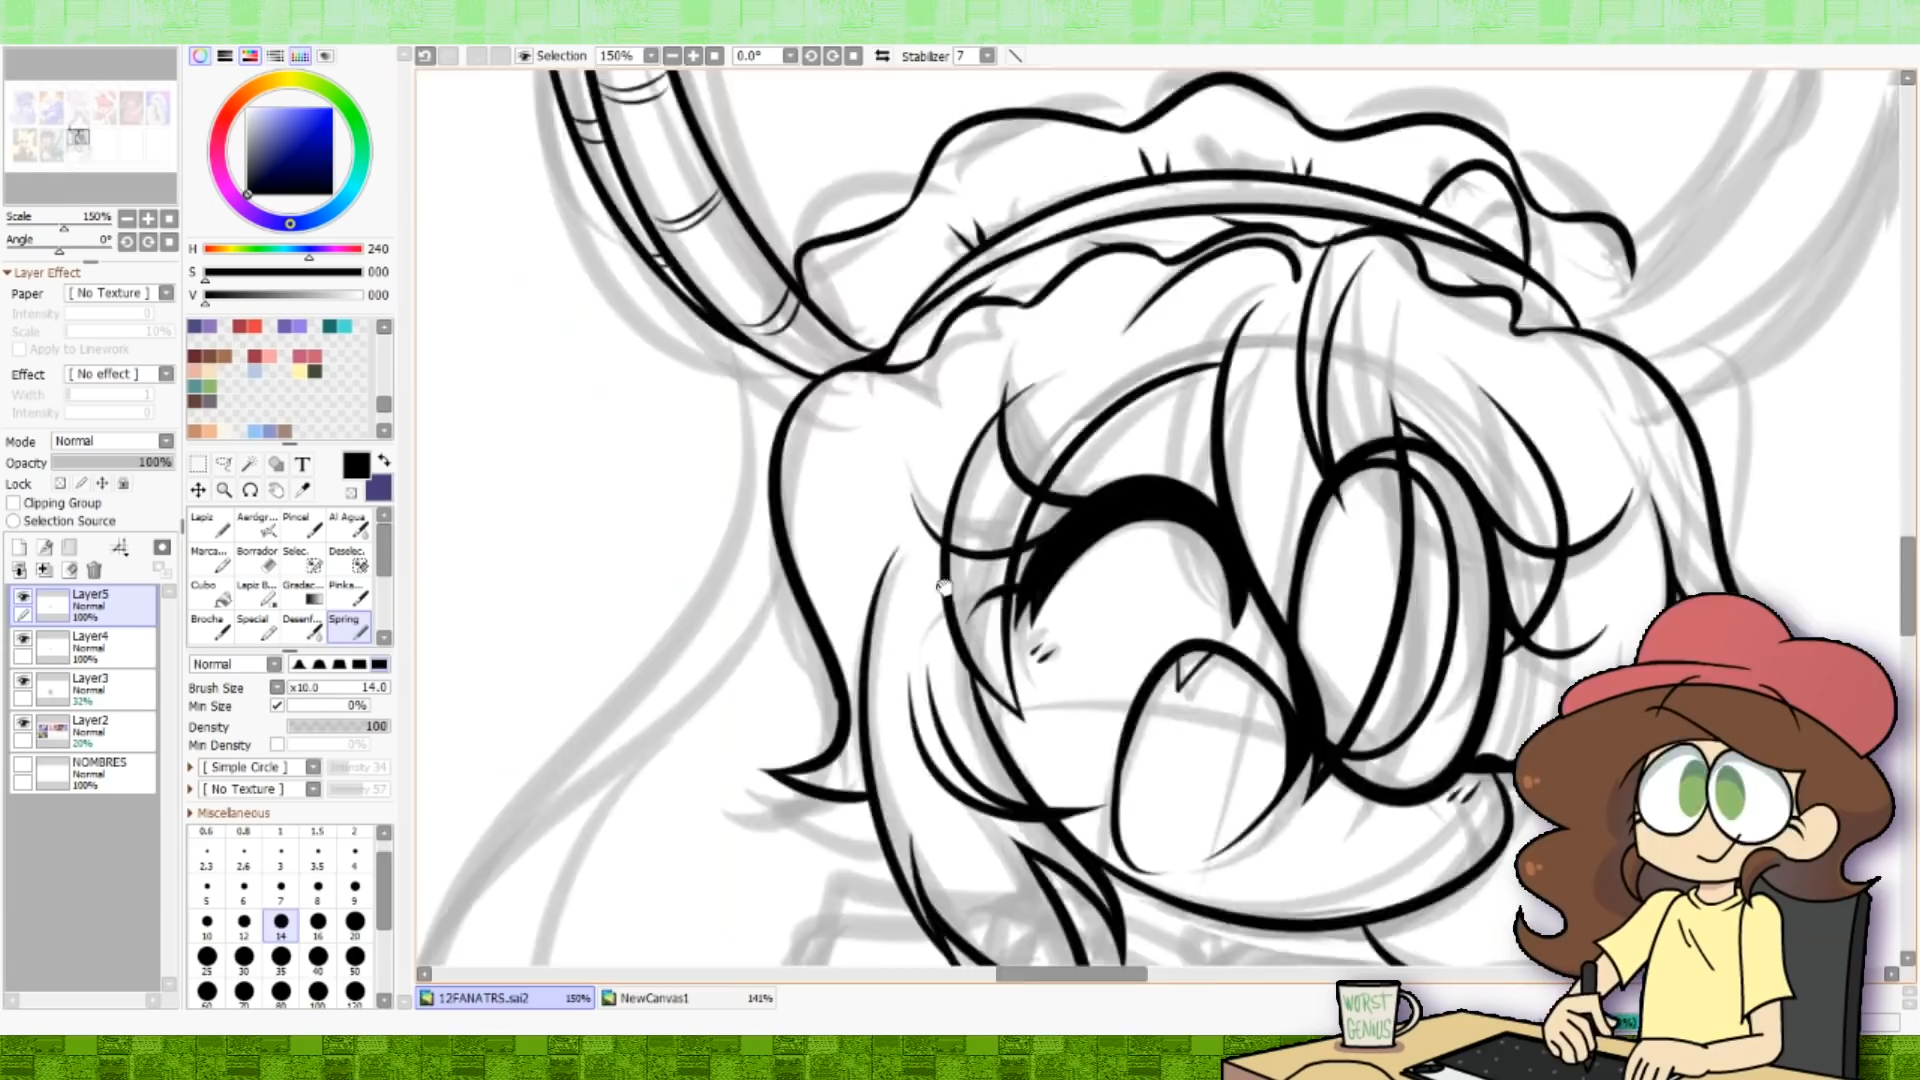 Selection 150% 0.0° Stabilizer 7
Scale 150%
Angle 0°
Layer Effect
Paper [ No Texture ]
Intensity 0
Scale 10%
Apply to Linework
Effect [ No effect ]
Width 1
Intensity 0
Mode Normal
Opacity 100%
Lock
Clipping Group
Selection Source
Layer5
Normal
100%
Layer4
Normal
100%
Layer3
Normal
32%
Layer2
Normal
20%
NOMBRES
Normal
100%
H 240
S 000
V 000
T
Lapiz Aerógr... Pincel Al Agua
Marca... Borrador Selec. Deselec.
Cubo Lapiz B... Gradac... Pinka...
Brocha Special Desenf... Spring
Normal
Brush Size x10.0 14.0
Min Size 0%
Density 100
Min Density 0%
[ Simple Circle ] Intensity 34
[ No Texture ] Intensity 57
Miscellaneous
0.6 0.8 1 1.5 2
2.3 2.6 3 3.5 4
5 6 7 8 9
10 12 14 16 20
25 30 35 40 50
60 70 80 100 120
12FANATRS.sai2 150% NewCanvas1 141%
WORST
GENIUS